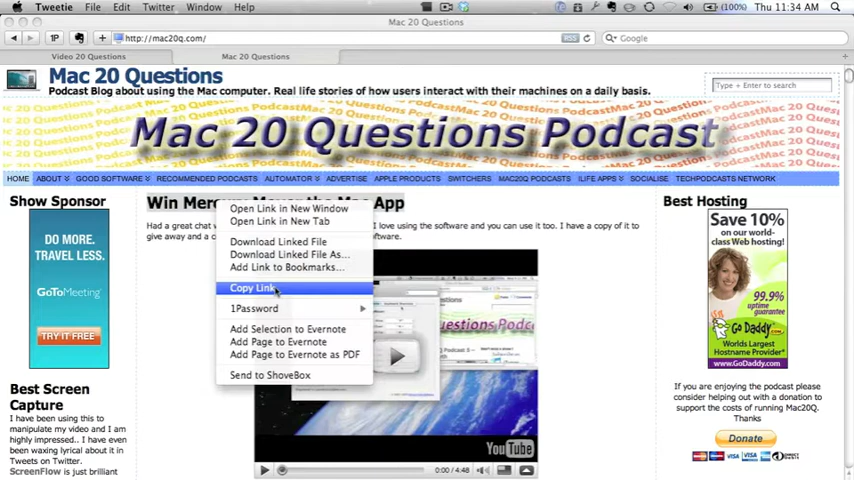 Tweetie File Edit Twitter Window Help (100%) Thu 11:34 AM
Mac 20 Questions
1P http://mac20q.com/ RSS Google
Video 20 Questions Mac 20 Questions
Mac 20 Questions
Podcast Blog about using the Mac computer. Real life stories of how users interact with their machines on a daily basis.
Type + Enter to search
Mac 20 Questions Podcast
HOME ABOUT GOOD SOFTWARE RECOMMENDED PODCASTS AUTOMATOR ADVERTISE APPLE PRODUCTS SWITCHERS MAC20Q PODCASTS ILIFE APPS SOCIALISE TECHPODCASTS NETWORK
Show Sponsor
DO MORE.
TRAVEL LESS.
GoToMeeting
TRY IT FREE
Best Screen
Capture
I have been using this to
manipulate my video and I am
highly impressed.. I have even
been waxing lyrical about it in
Tweets on Twitter.
ScreenFlow is just brilliant
Win Mercury Mover the Mac App
Had a great chat I love using the software and you can use it too. I have a copy of it to
give away and a software.
Open Link in New Window
Open Link in New Tab
Download Linked File
Download Linked File As...
Add Link to Bookmarks...
Copy Link
1Password
Add Selection to Evernote
Add Page to Evernote
Add Page to Evernote as PDF
Send to ShoveBox
YouTube
0:00 / 4:48
Best Hosting
Save 10%
on our world-
class Web hosting!
99.9%
uptime
guarantee
Go Daddy.com
World's Largest
Hostname Provider*
www.GoDaddy.com
If you are enjoying the podcast please
consider helping out with a donation to
support the costs of running Mac20Q.
Thanks
Donate
VISA